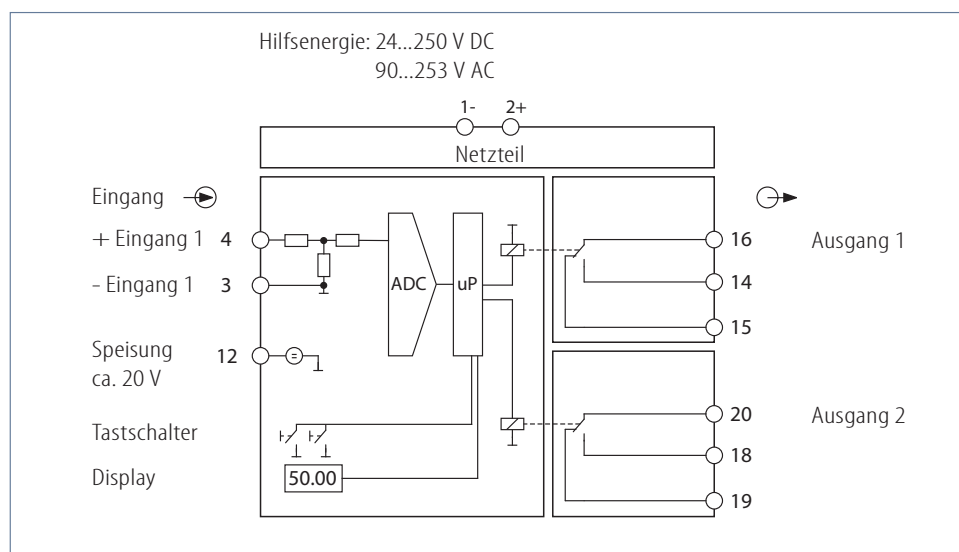 Hilfsenergie: 24...250 V DC
90...253 V AC
1- 2+
Netzteil
Eingang
+ Eingang 1 4
- Eingang 1 3
Speisung 12
ca. 20 V
Tastschalter
Display
ADC
uP
=
50.00
16 Ausgang 1
14
15
20 Ausgang 2
18
19